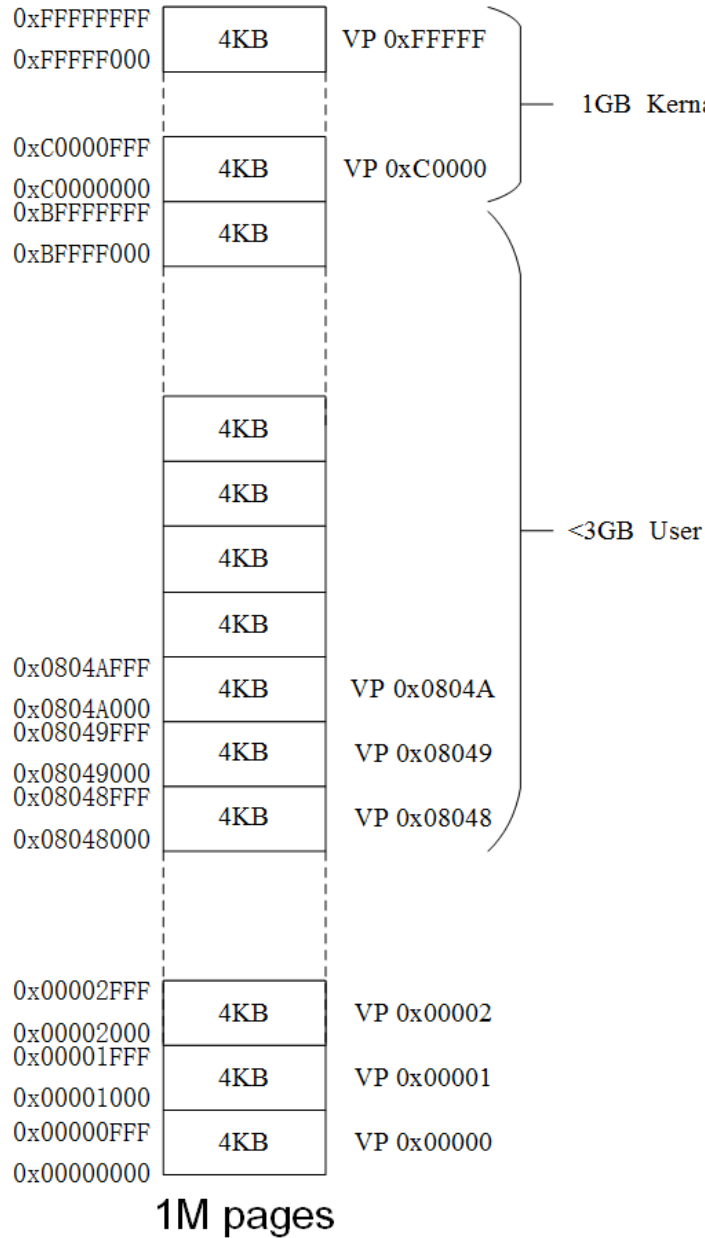 0xFFFFFFFF
4KB VP 0xFFFFF
0xFFFFF000
1GB Kerna
0xC0000FFF
4KB VP 0xC0000
0xC0000000
0xBFFFFFFF
4KB
0xBFFFF000
4KB
4KB
4KB
<3GB User
4KB
0x0804AFFF
4KB VP 0x0804A
0x0804A000
0x08049FFF
4KB VP 0x08049
0x08049000
0x08048FFF
4KB VP 0x08048
0x08048000
0x00002FFF
4KB VP 0x00002
0x00002000
0x00001FFF
4KB VP 0x00001
0x00001000
0x00000FFF
4KB VP 0x00000
0x00000000
1M pages